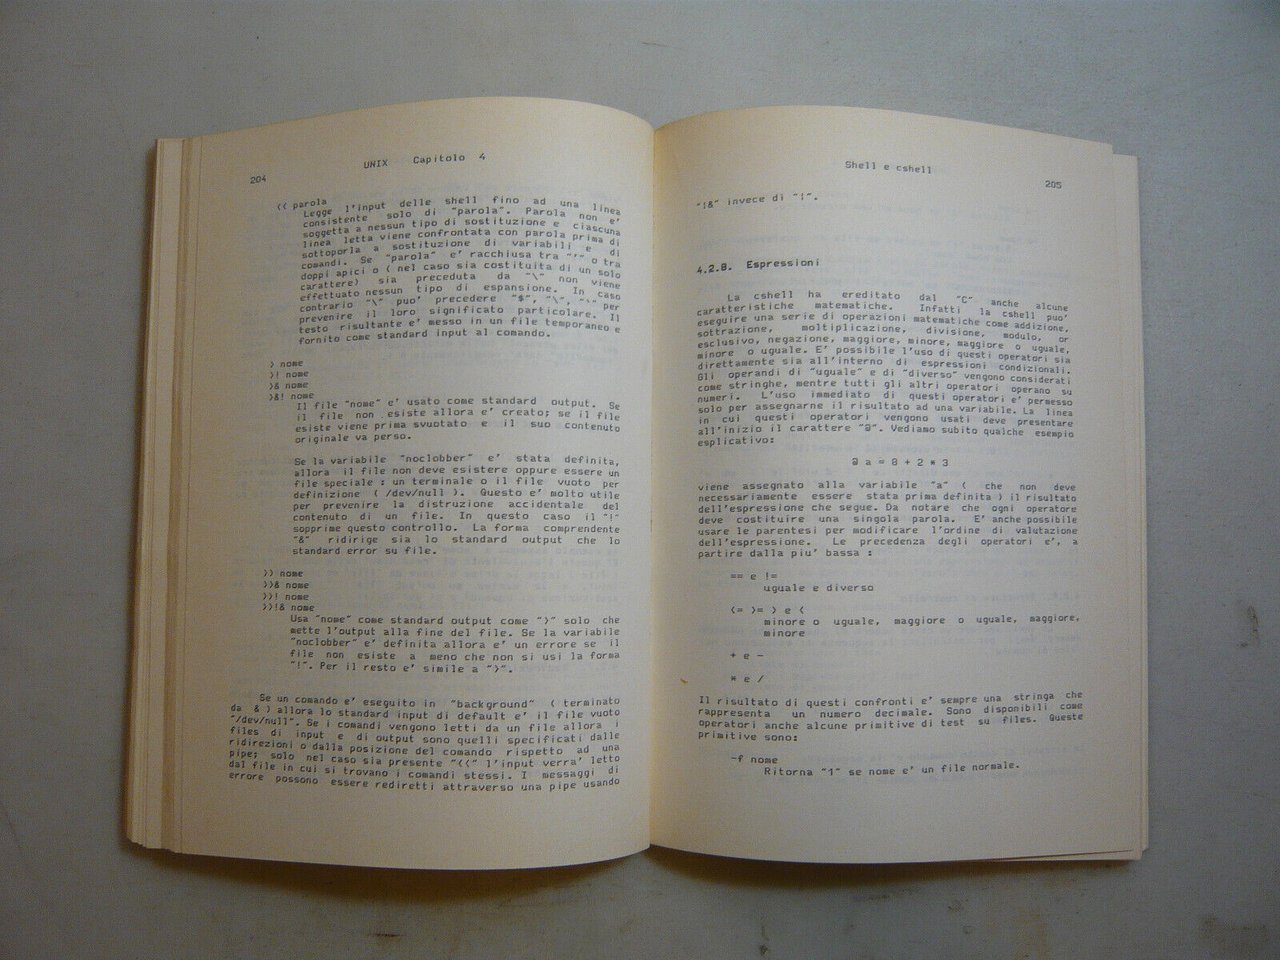 UNIX    Capitolo 4
204
(( parola
Legge l'input delle shell fino ad una linea
consistente solo di "parola". Parola non e'
soggetta a nessun tipo di sostituzione e ciascuna
linea letta viene confrontata con parola prima di
sottoporla a sostituzione di variabili e di
comandi. Se "parola" e' racchiusa tra "'" o tra
doppi apici o ( nel caso sia costituita di un solo
carattere) sia preceduta da "\" non viene
effettuato nessun tipo di espansione. In caso
contrario "\" puo' precedere "$", "\", "'" per
prevenire il loro significato particolare. Il
testo risultante e' messo in un file temporaneo e
fornito come standard input al comando.
) nome
)! nome
)& nome
)&! nome
Il file "nome" e' usato come standard output. Se
il file non esiste allora e' creato; se il file
esiste viene prima svuotato e il suo contenuto
originale va perso.
Se la variabile "noclobber" e' stata definita,
allora il file non deve esistere oppure essere un
file speciale : un terminale o il file vuoto per
definizione ( /dev/null ). Questo e' molto utile
per prevenire la distruzione accidentale del
contenuto di un file. In questo caso il "!"
sopprime questo controllo. La forma comprendente
"&" ridirige sia lo standard output che lo
standard error su file.
)) nome
))& nome
))! nome
))!& nome
Usa "nome" come standard output come ")" solo che
mette l'output alla fine del file. Se la variabile
"noclobber" e' definita allora e' un errore se il
file non esiste a meno che non si usi la forma
"!". Per il resto e' simile a ")".
Se un comando e' eseguito in "background" ( terminato
da & ) allora lo standard input di default e' il file vuoto
"/dev/null". Se i comandi vengono letti da un file allora i
files di input e di output sono quelli specificati dalle
ridirezioni o dalla posizione del comando rispetto ad una
pipe; solo nel caso sia presente "((" l'input verra' letto
dal file in cui si trovano i comandi stessi. I messaggi di
errore possono essere rediretti attraverso una pipe usando
Shell e cshell
205
"|&" invece di "|".
4.2.8. Espressioni
La cshell ha ereditato dal "C" anche alcune
caratteristiche matematiche. Infatti la cshell puo'
eseguire una serie di operazioni matematiche come addizione,
sottrazione, moltiplicazione, divisione, modulo, or
esclusivo, negazione, maggiore, minore, maggiore o uguale,
minore o uguale. E' possibile l'uso di questi operatori sia
direttamente sia all'interno di espressioni condizionali.
Gli operandi di "uguale" e di "diverso" vengono considerati
come stringhe, mentre tutti gli altri operatori operano su
numeri. L'uso immediato di questi operatori e' permesso
solo per assegnarne il risultato ad una variabile. La linea
in cui questi operatori vengono usati deve presentare
all'inizio il carattere "@". Vediamo subito qualche esempio
esplicativo:
@ a = 8 + 2 * 3
viene assegnato alla variabile "a" ( che non deve
necessariamente essere stata prima definita ) il risultato
dell'espressione che segue. Da notare che ogni operatore
deve costituire una singola parola. E' anche possibile
usare le parentesi per modificare l'ordine di valutazione
dell'espressione. Le precedenza degli operatori e', a
partire dalla piu' bassa :
== e !=
uguale e diverso
(= )= ) e (
minore o uguale, maggiore o uguale, maggiore,
minore
+ e -
* e /
Il risultato di questi confronti e' sempre una stringa che
rappresenta un numero decimale. Sono disponibili come
operatori anche alcune primitive di test su files. Queste
primitive sono:
-f nome
Ritorna "1" se nome e' un file normale.